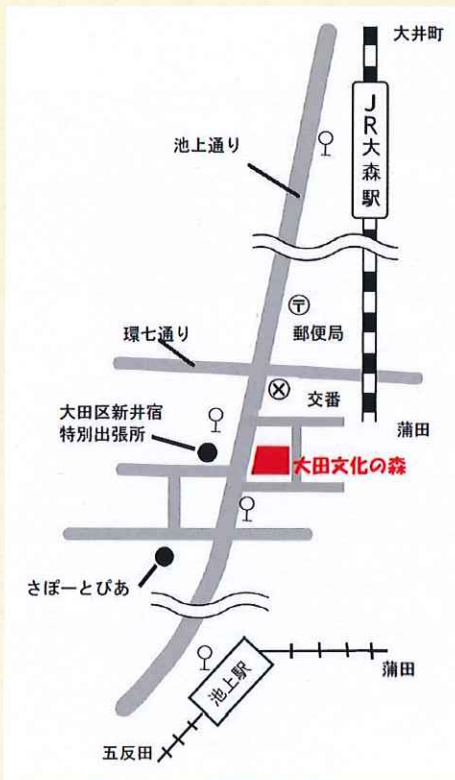 大井町
JR大森駅
池上通り
〒
郵便局
環七通り
交番
蒲田
大田区新井宿
特別出張所
大田文化の森
さぽーとぴあ
池上駅
蒲田
五反田